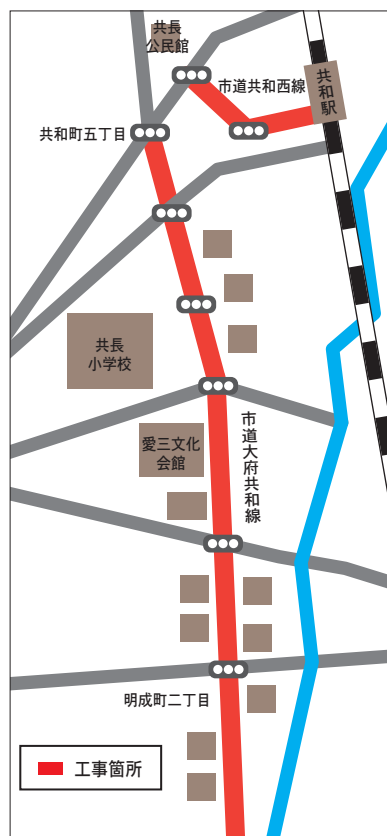 共長
公民館
市道共和西線
共和駅
共和町五丁目
共長
小学校
愛三文化
会館
市道大府共和線
明成町二丁目
工事箇所